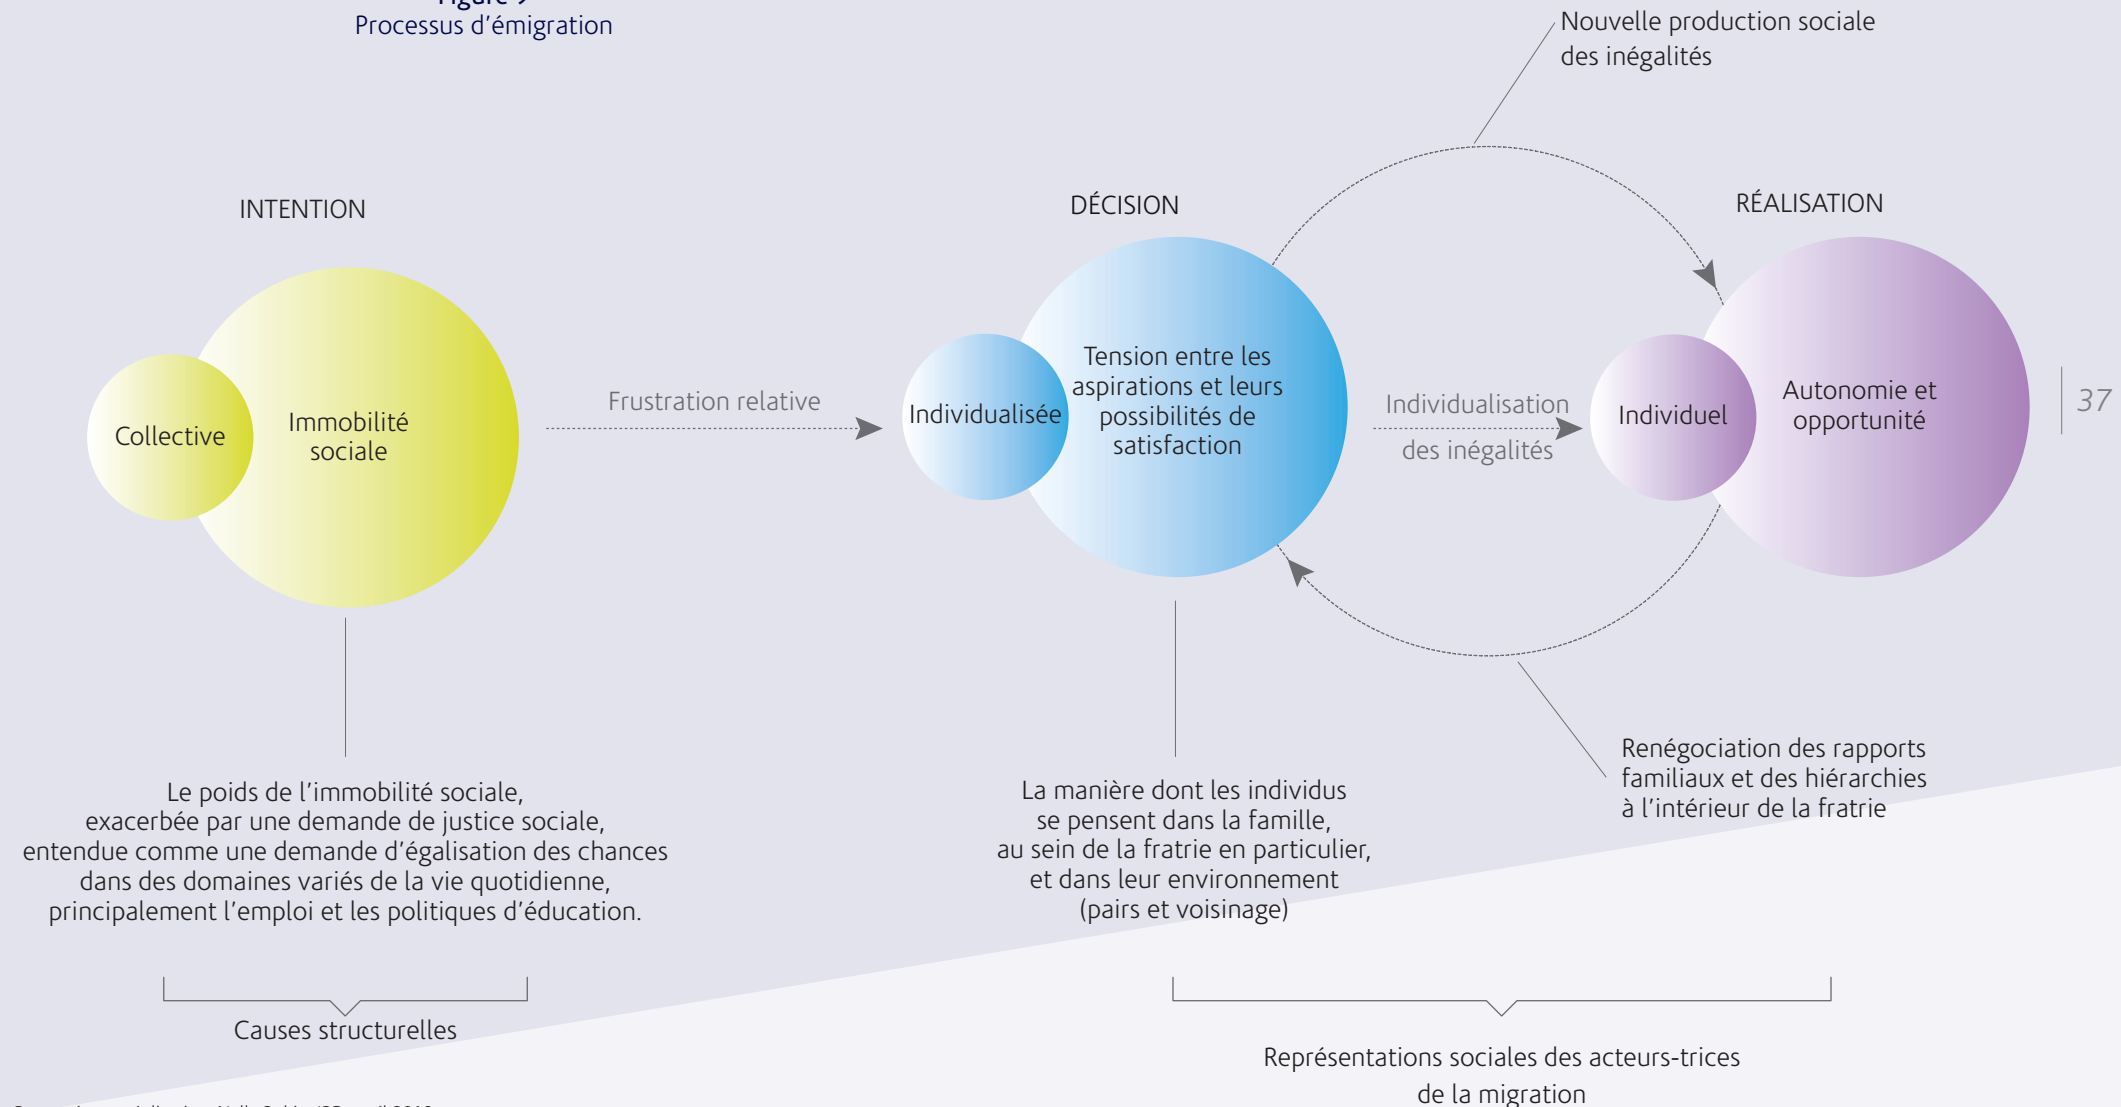 Processus d'émigration
Nouvelle production sociale
des inégalités
INTENTION
DÉCISION
RÉALISATION
Collective
Immobilité
sociale
Frustration relative
Individualisée
Tension entre les
aspirations et leurs
possibilités de
satisfaction
Individualisation
des inégalités
Individuel
Autonomie et
opportunité
37
Le poids de l'immobilité sociale,
exacerbée par une demande de justice sociale,
entendue comme une demande d'égalisation des chances
dans des domaines variés de la vie quotidienne,
principalement l'emploi et les politiques d'éducation.
La manière dont les individus
se pensent dans la famille,
au sein de la fratrie en particulier,
et dans leur environnement
(pairs et voisinage)
Renégociation des rapports
familiaux et des hiérarchies
à l'intérieur de la fratrie
Causes structurelles
Représentations sociales des acteurs-trices
de la migration